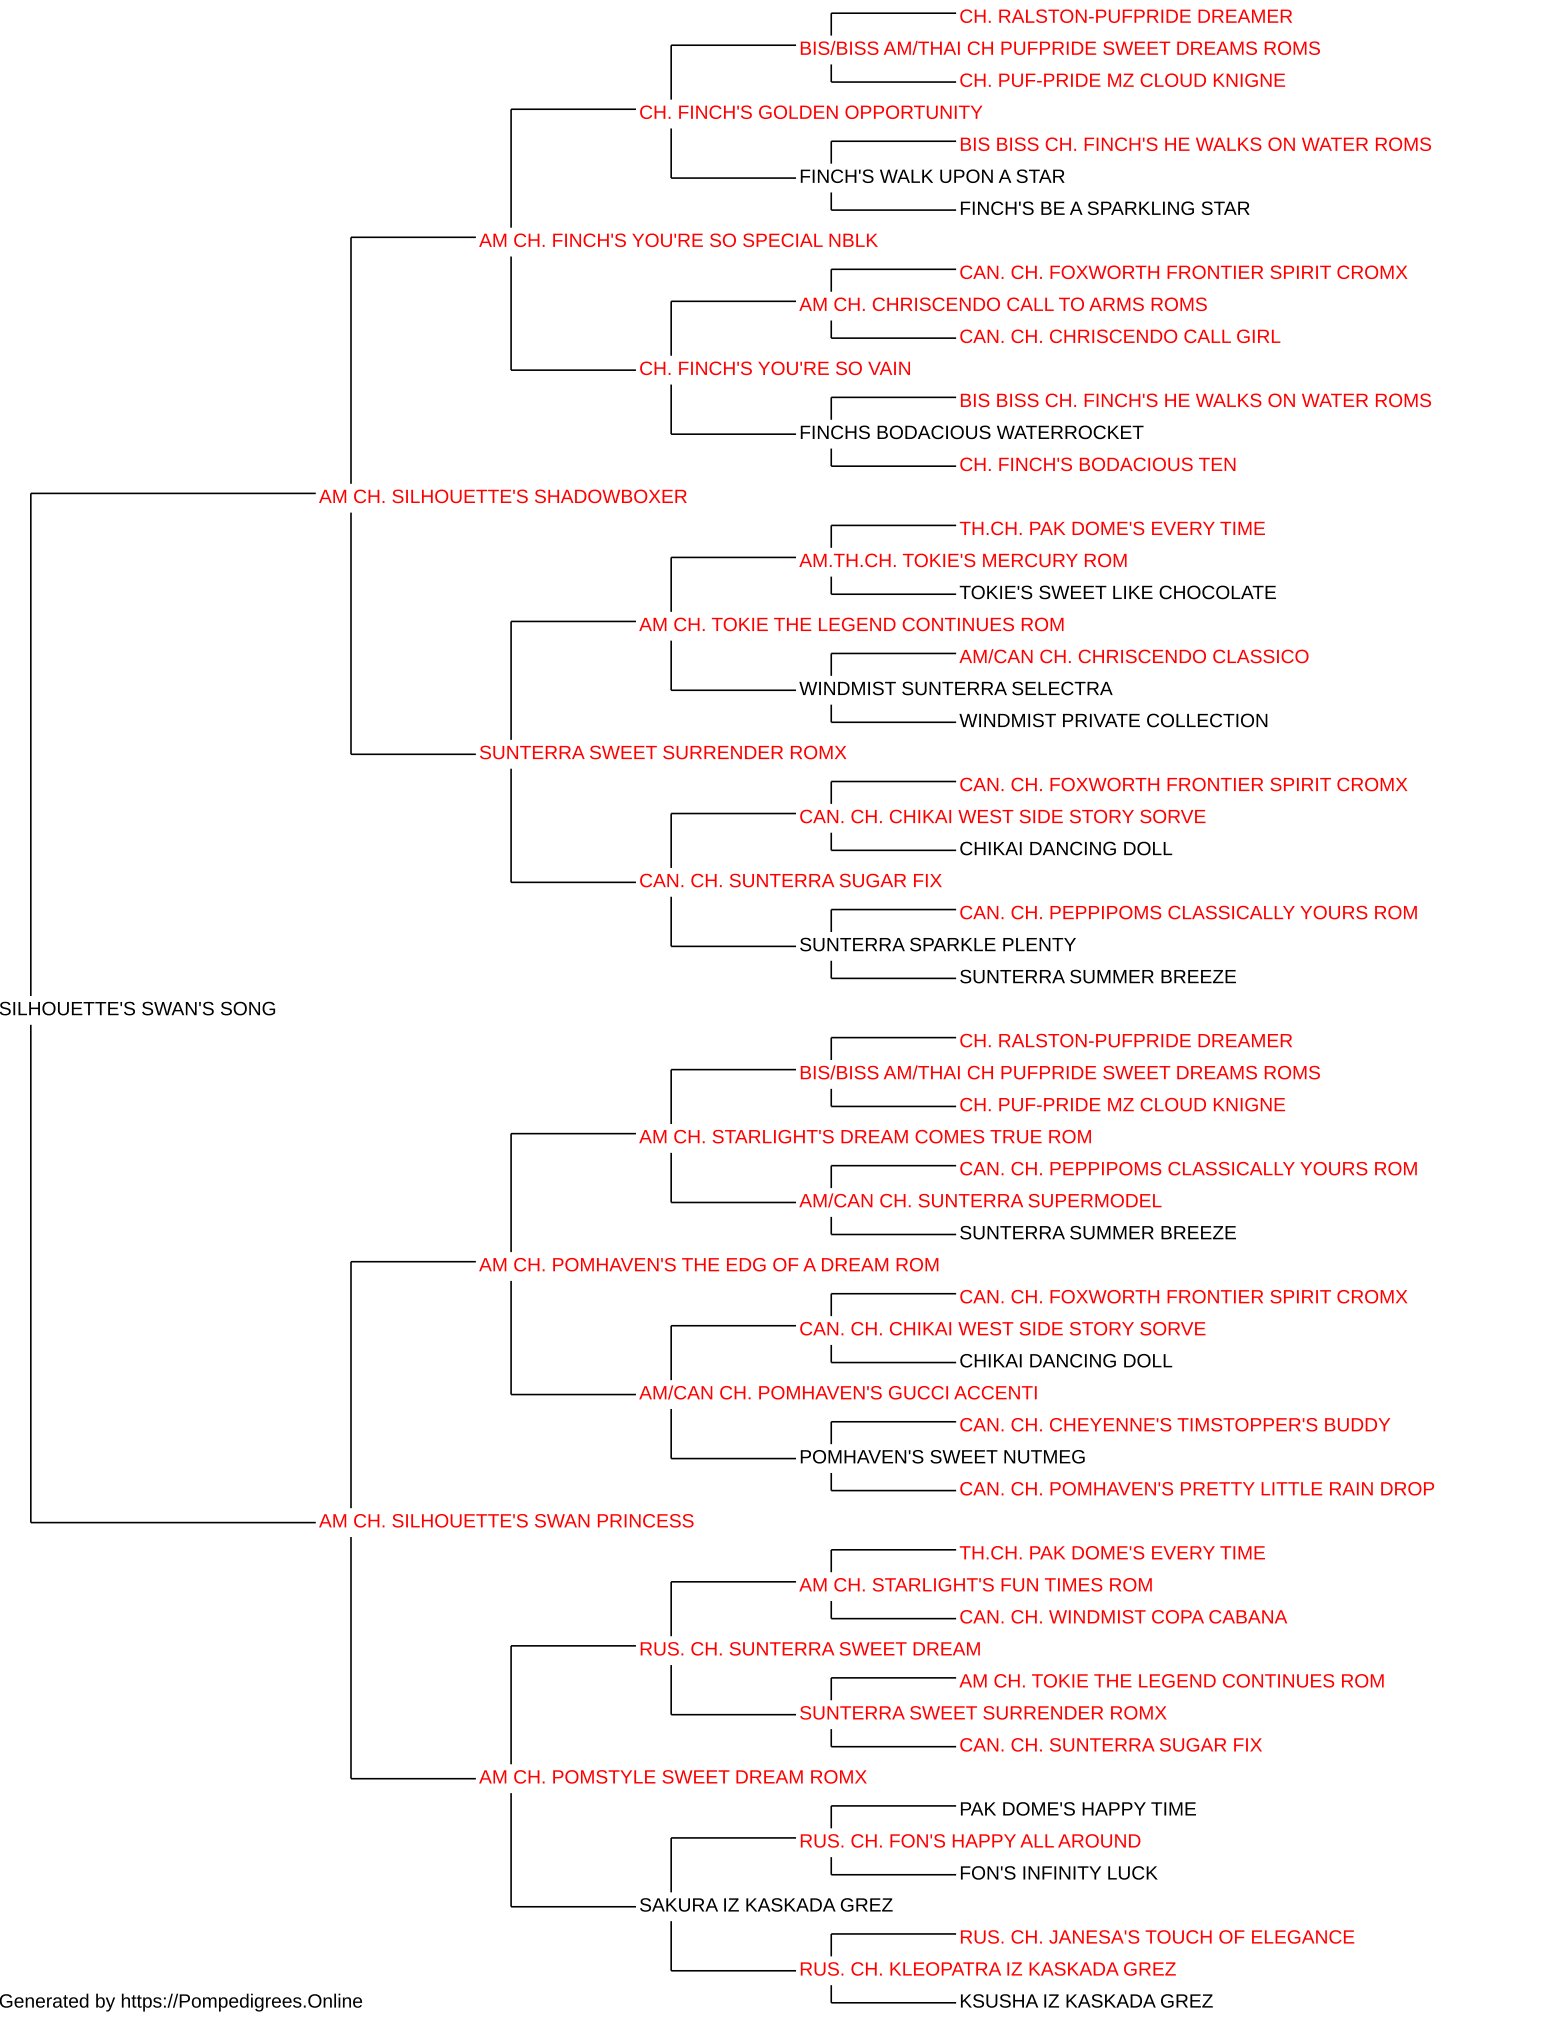 CH. RALSTON-PUFPRIDE DREAMER
BIS/BISS AM/THAI CH PUFPRIDE SWEET DREAMS ROMS
CH. PUF-PRIDE MZ CLOUD KNIGNE
CH. FINCH'S GOLDEN OPPORTUNITY
BIS BISS CH. FINCH'S HE WALKS ON WATER ROMS
FINCH'S WALK UPON A STAR
FINCH'S BE A SPARKLING STAR
AM CH. FINCH'S YOU'RE SO SPECIAL NBLK
CAN. CH. FOXWORTH FRONTIER SPIRIT CROMX
AM CH. CHRISCENDO CALL TO ARMS ROMS
CAN. CH. CHRISCENDO CALL GIRL
CH. FINCH'S YOU'RE SO VAIN
BIS BISS CH. FINCH'S HE WALKS ON WATER ROMS
FINCHS BODACIOUS WATERROCKET
CH. FINCH'S BODACIOUS TEN
AM CH. SILHOUETTE'S SHADOWBOXER
TH.CH. PAK DOME'S EVERY TIME
AM.TH.CH. TOKIE'S MERCURY ROM
TOKIE'S SWEET LIKE CHOCOLATE
AM CH. TOKIE THE LEGEND CONTINUES ROM
AM/CAN CH. CHRISCENDO CLASSICO
WINDMIST SUNTERRA SELECTRA
WINDMIST PRIVATE COLLECTION
SUNTERRA SWEET SURRENDER ROMX
CAN. CH. FOXWORTH FRONTIER SPIRIT CROMX
CAN. CH. CHIKAI WEST SIDE STORY SORVE
CHIKAI DANCING DOLL
CAN. CH. SUNTERRA SUGAR FIX
CAN. CH. PEPPIPOMS CLASSICALLY YOURS ROM
SUNTERRA SPARKLE PLENTY
SUNTERRA SUMMER BREEZE
SILHOUETTE'S SWAN'S SONG
CH. RALSTON-PUFPRIDE DREAMER
BIS/BISS AM/THAI CH PUFPRIDE SWEET DREAMS ROMS
CH. PUF-PRIDE MZ CLOUD KNIGNE
AM CH. STARLIGHT'S DREAM COMES TRUE ROM
CAN. CH. PEPPIPOMS CLASSICALLY YOURS ROM
AM/CAN CH. SUNTERRA SUPERMODEL
SUNTERRA SUMMER BREEZE
AM CH. POMHAVEN'S THE EDG OF A DREAM ROM
CAN. CH. FOXWORTH FRONTIER SPIRIT CROMX
CAN. CH. CHIKAI WEST SIDE STORY SORVE
CHIKAI DANCING DOLL
AM/CAN CH. POMHAVEN'S GUCCI ACCENTI
CAN. CH. CHEYENNE'S TIMSTOPPER'S BUDDY
POMHAVEN'S SWEET NUTMEG
CAN. CH. POMHAVEN'S PRETTY LITTLE RAIN DROP
AM CH. SILHOUETTE'S SWAN PRINCESS
TH.CH. PAK DOME'S EVERY TIME
AM CH. STARLIGHT'S FUN TIMES ROM
CAN. CH. WINDMIST COPA CABANA
RUS. CH. SUNTERRA SWEET DREAM
AM CH. TOKIE THE LEGEND CONTINUES ROM
SUNTERRA SWEET SURRENDER ROMX
CAN. CH. SUNTERRA SUGAR FIX
AM CH. POMSTYLE SWEET DREAM ROMX
PAK DOME'S HAPPY TIME
RUS. CH. FON'S HAPPY ALL AROUND
FON'S INFINITY LUCK
SAKURA IZ KASKADA GREZ
RUS. CH. JANESA'S TOUCH OF ELEGANCE
RUS. CH. KLEOPATRA IZ KASKADA GREZ
KSUSHA IZ KASKADA GREZ
Generated by https://Pompedigrees.Online